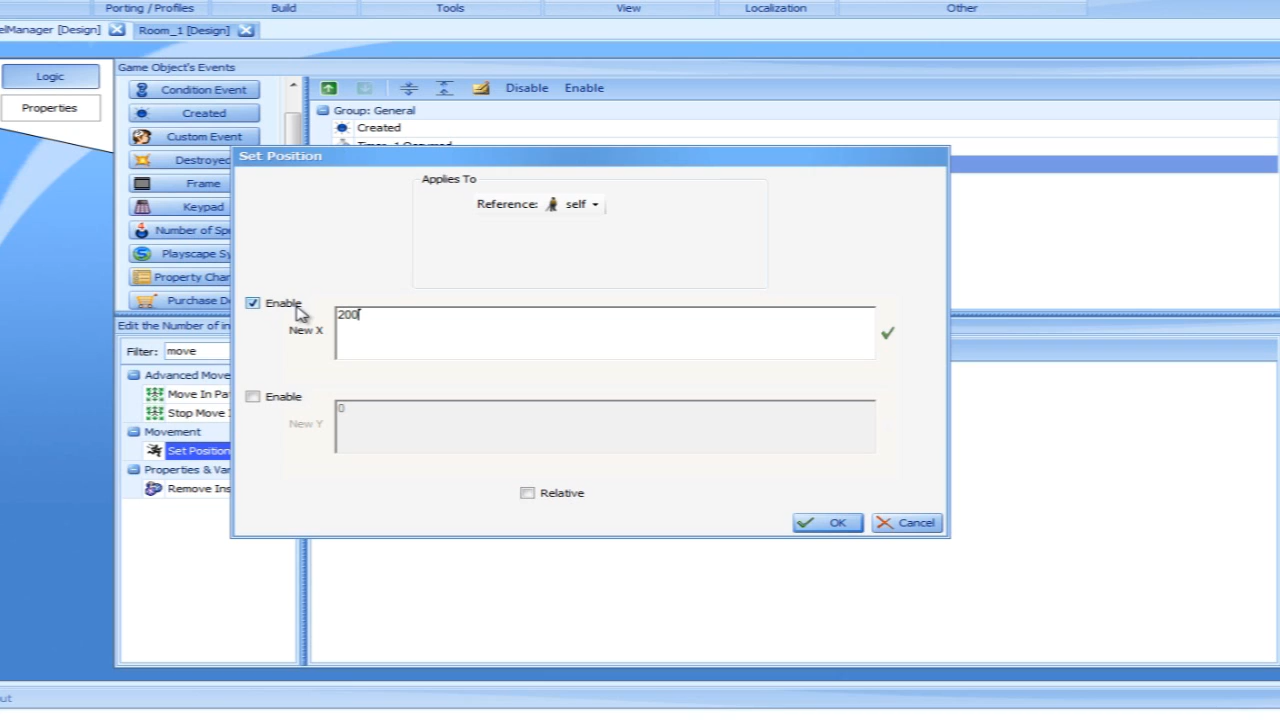 Porting / Profiles Build Tools View Localization Other
elManager [Design] Room_1 [Design]
Logic
Properties
Game Object's Events
Condition Event
Created
Custom Event
Destroyed
Frame
Keypad
Number of Sp
Playscape Sy
Property Char
Purchase D
Disable Enable
Group: General
Created
Set Position
Applies To
Reference: self
Enable
New X
200
Enable
New Y
0
Relative
OK Cancel
Edit the Number of in
Filter: move
Advanced Move
Move In Pa
Stop Move I
Movement
Set Position
Properties & Var
Remove Ins
ut